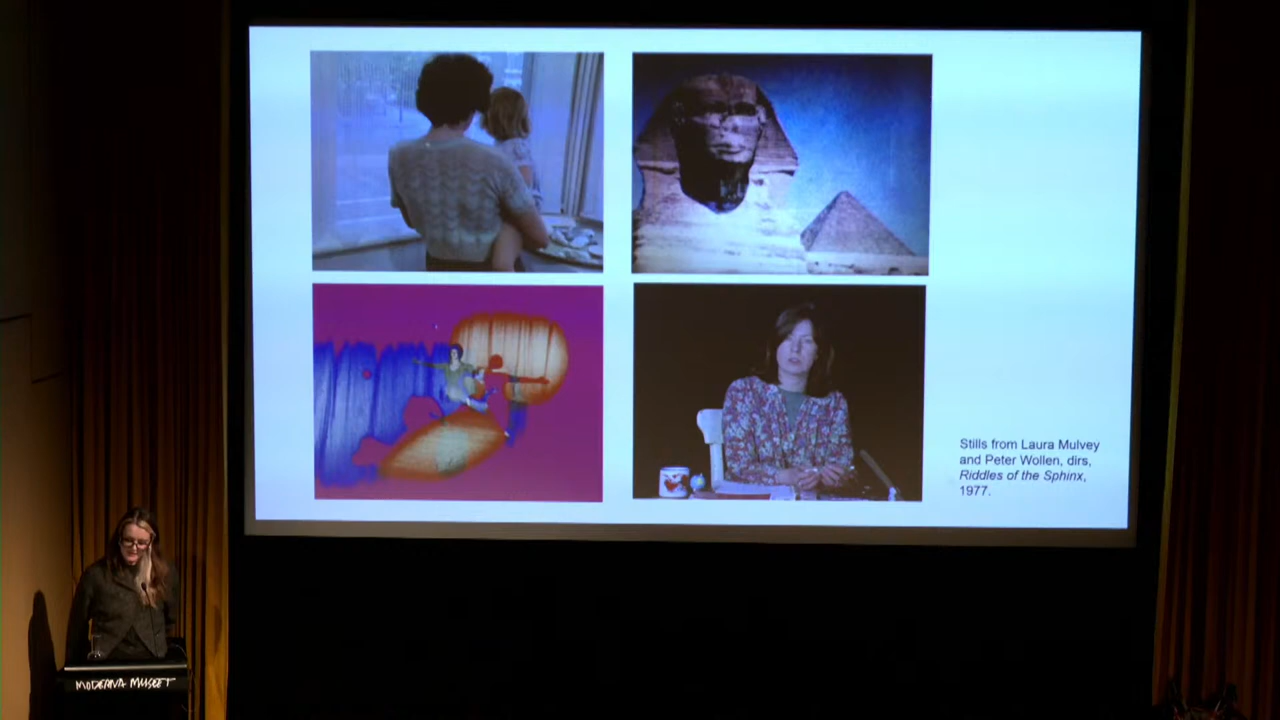 Stills from Laura Mulvey
and Peter Wollen, dirs,
Riddles of the Sphinx,
1977.
MODERNA MUSEET